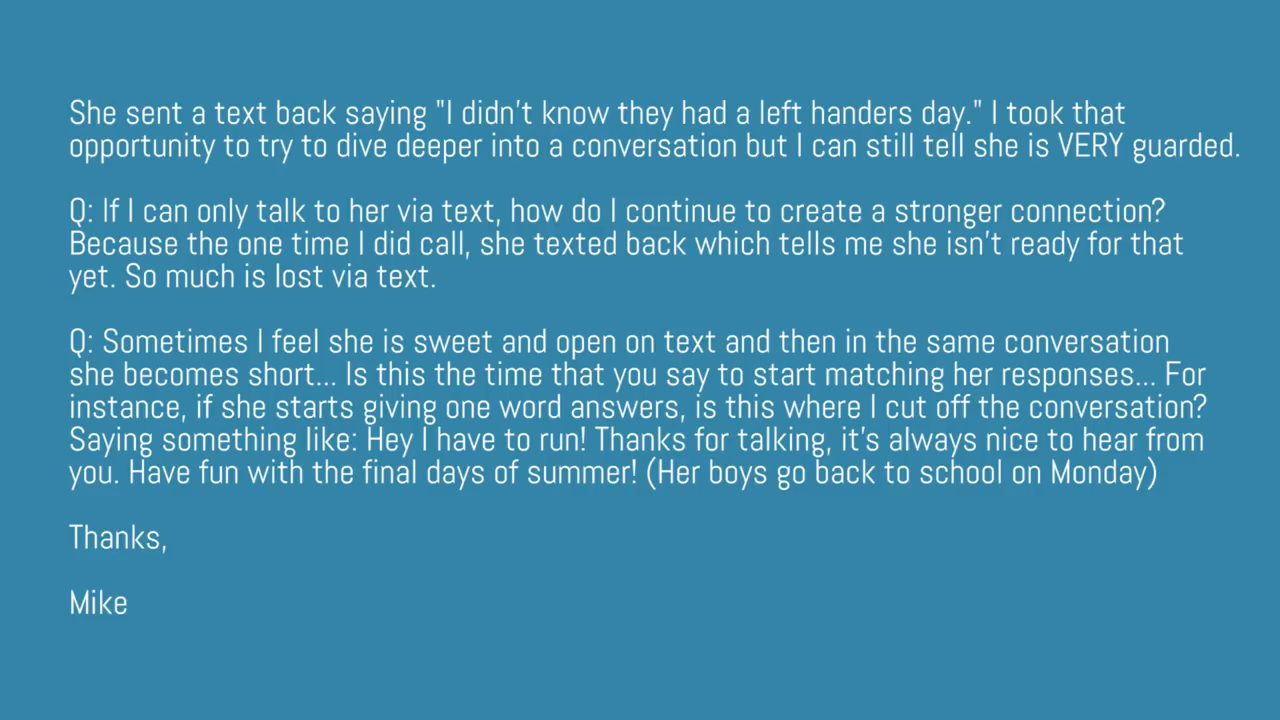 She sent a text back saying "I didn't know they had a left handers day." I took that
opportunity to try to dive deeper into a conversation but I can still tell she is VERY guarded.
Q: If I can only talk to her via text, how do I continue to create a stronger connection?
Because the one time I did call, she texted back which tells me she isn't ready for that
yet. So much is lost via text.
Q: Sometimes I feel she is sweet and open on text and then in the same conversation
she becomes short... Is this the time that you say to start matching her responses... For
instance, if she starts giving one word answers, is this where I cut off the conversation?
Saying something like: Hey I have to run! Thanks for talking, it's always nice to hear from
you. Have fun with the final days of summer! (Her boys go back to school on Monday)
Thanks,
Mike